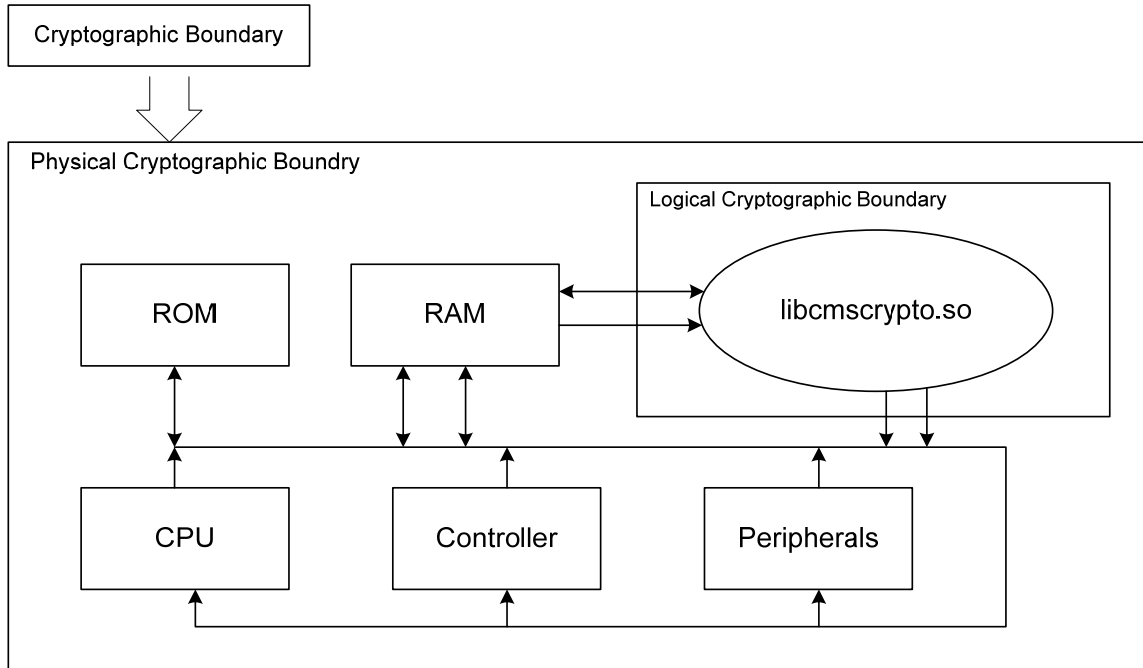 Cryptographic Boundary
Physical Cryptographic Boundry
Logical Cryptographic Boundary
ROM
RAM
libcmscrypto.so
CPU
Controller
Peripherals